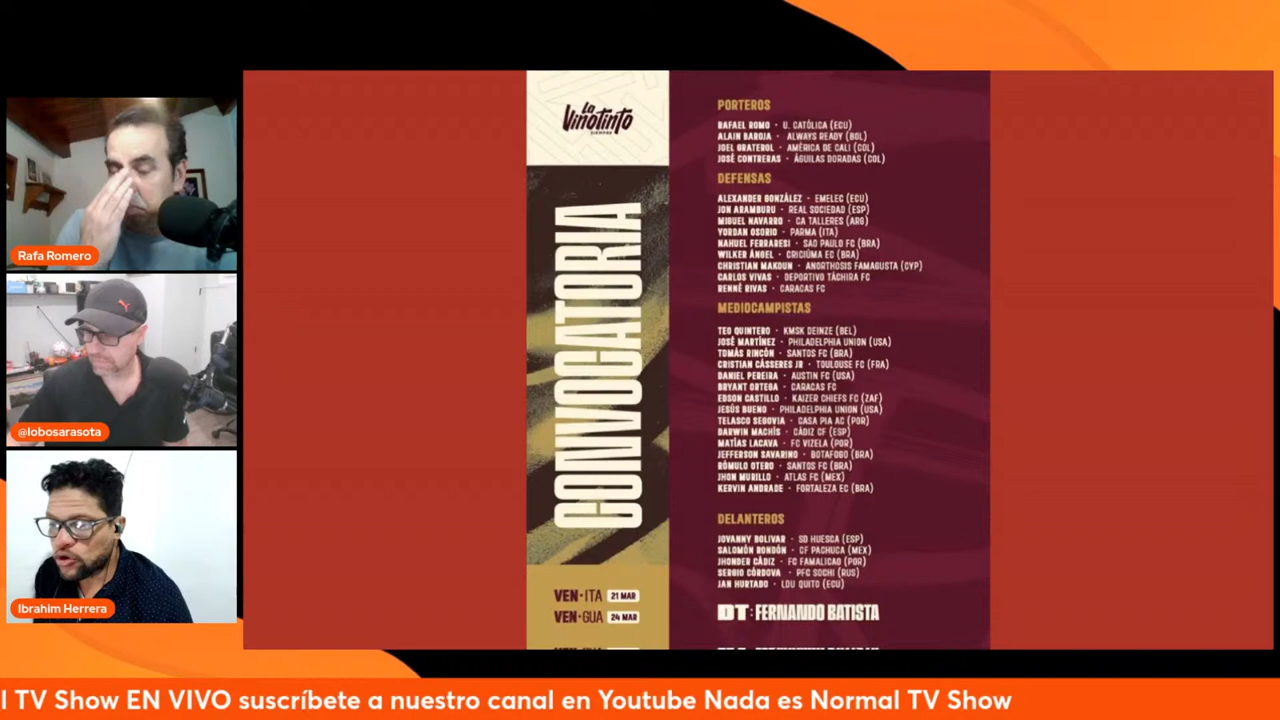 Rafa Romero
@lobosarasota
Ibrahim Herrera
La
Vinotinto
SIEMPRE
CONVOCATORIA
VEN·ITA 21 MAR
VEN·GUA 24 MAR
PORTEROS
RAFAEL ROMO · U. CATÓLICA (ECU)
ALAIN BAROJA · ALWAYS READY (BOL)
JOEL GRATEROL · AMÉRICA DE CALI (COL)
JOSÉ CONTRERAS · ÁGUILAS DORADAS (COL)
DEFENSAS
ALEXANDER GONZÁLEZ · EMELEC (ECU)
JON ARAMBURU · REAL SOCIEDAD (ESP)
MIGUEL NAVARRO · CA TALLERES (ARG)
YORDAN OSORIO · PARMA (ITA)
NAHUEL FERRARESI · SAO PAULO FC (BRA)
WILKER ÁNGEL · CRICIÚMA EC (BRA)
CHRISTIAN MAKOUN · ANORTHOSIS FAMAGUSTA (CYP)
CARLOS VIVAS · DEPORTIVO TÁCHIRA FC
RENNÉ RIVAS · CARACAS FC
MEDIOCAMPISTAS
TEO QUINTERO · KMSK DEINZE (BEL)
JOSÉ MARTÍNEZ · PHILADELPHIA UNION (USA)
TOMÁS RINCÓN · SANTOS FC (BRA)
CRISTIAN CÁSSERES JR · TOULOUSE FC (FRA)
DANIEL PEREIRA · AUSTIN FC (USA)
BRYANT ORTEGA · CARACAS FC
EDSON CASTILLO · KAIZER CHIEFS FC (ZAF)
JESÚS BUENO · PHILADELPHIA UNION (USA)
TELASCO SEGOVIA · CASA PIA AC (POR)
DARWIN MACHÍS · CÁDIZ CF (ESP)
MATÍAS LACAVA · FC VIZELA (POR)
JEFFERSON SAVARINO · BOTAFOGO (BRA)
RÓMULO OTERO · SANTOS FC (BRA)
JHON MURILLO · ATLAS FC (MEX)
KERVIN ANDRADE · FORTALEZA EC (BRA)
DELANTEROS
JOVANNY BOLIVAR · SD HUESCA (ESP)
SALOMÓN RONDÓN · CF PACHUCA (MEX)
JHONDER CÁDIZ · FC FAMALICAO (POR)
SERGIO CÓRDOVA · PFC SOCHI (RUS)
JAN HURTADO · LDU QUITO (ECU)
DT: FERNANDO BATISTA
l TV Show EN VIVO suscríbete a nuestro canal en Youtube Nada es Normal TV Show